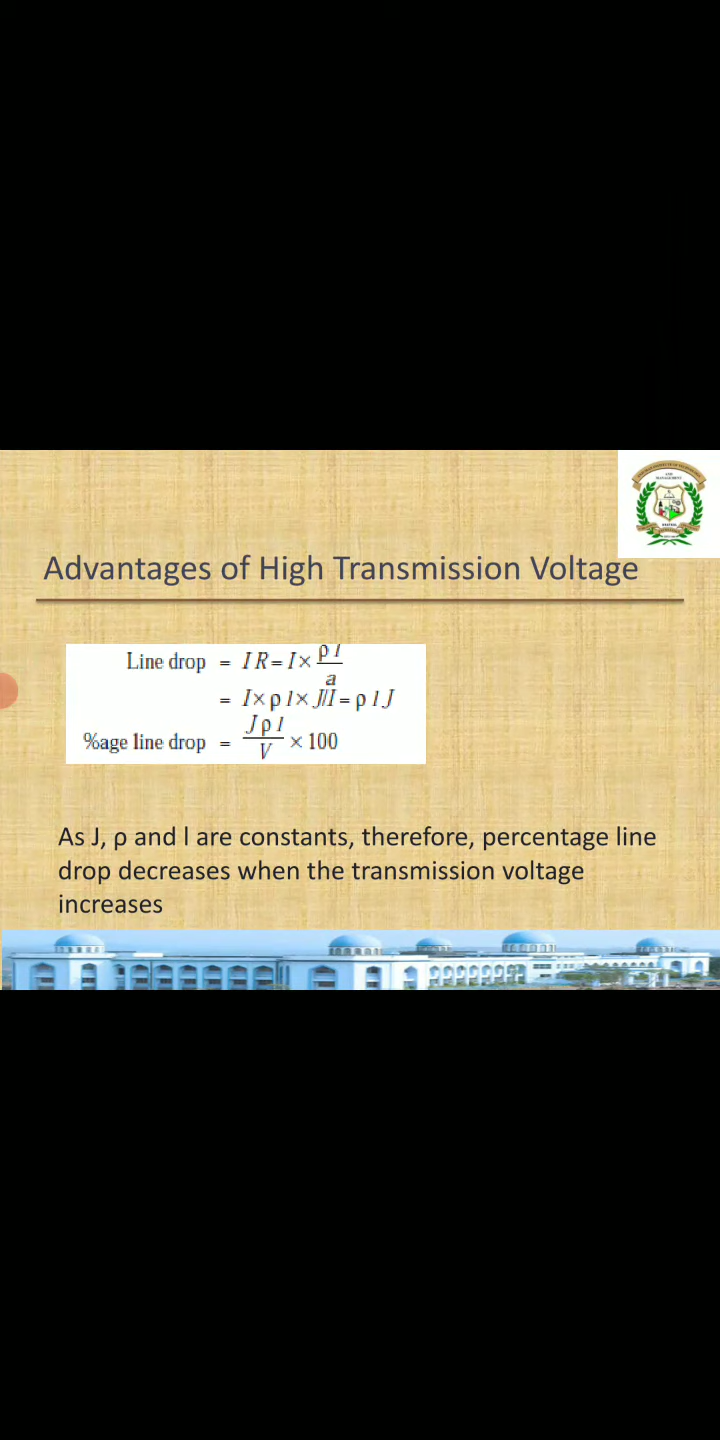 MANAGEMENT
Advantages of High Transmission Voltage
Line drop = I R = I × ρ l / a
= I × ρ l × J/I = ρ l J
%age line drop = J ρ l / V × 100
As J, ρ and l are constants, therefore, percentage line
drop decreases when the transmission voltage
increases